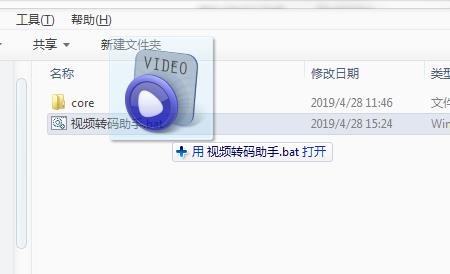 工具(T) 帮助(H)
共享 新建文件夹
名称 修改日期 类
VIDEO
core 2019/4/28 11:46 文件
视频转码助手.bat 2019/4/28 15:24 Win
用 视频转码助手.bat 打开